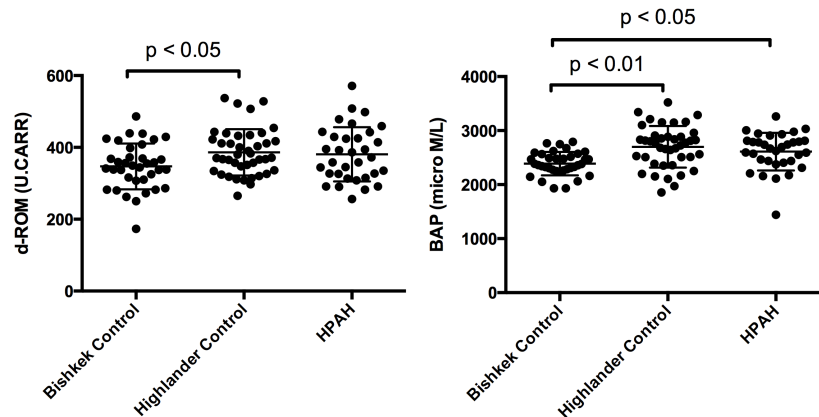 p < 0.05
d-ROM (U.CARR)
600
400
200
0
Bishkek Control
Highlander Control
HPAH
p < 0.05
p < 0.01
BAP (micro M/L)
4000
3000
2000
1000
0
Bishkek Control
Highlander Control
HPAH